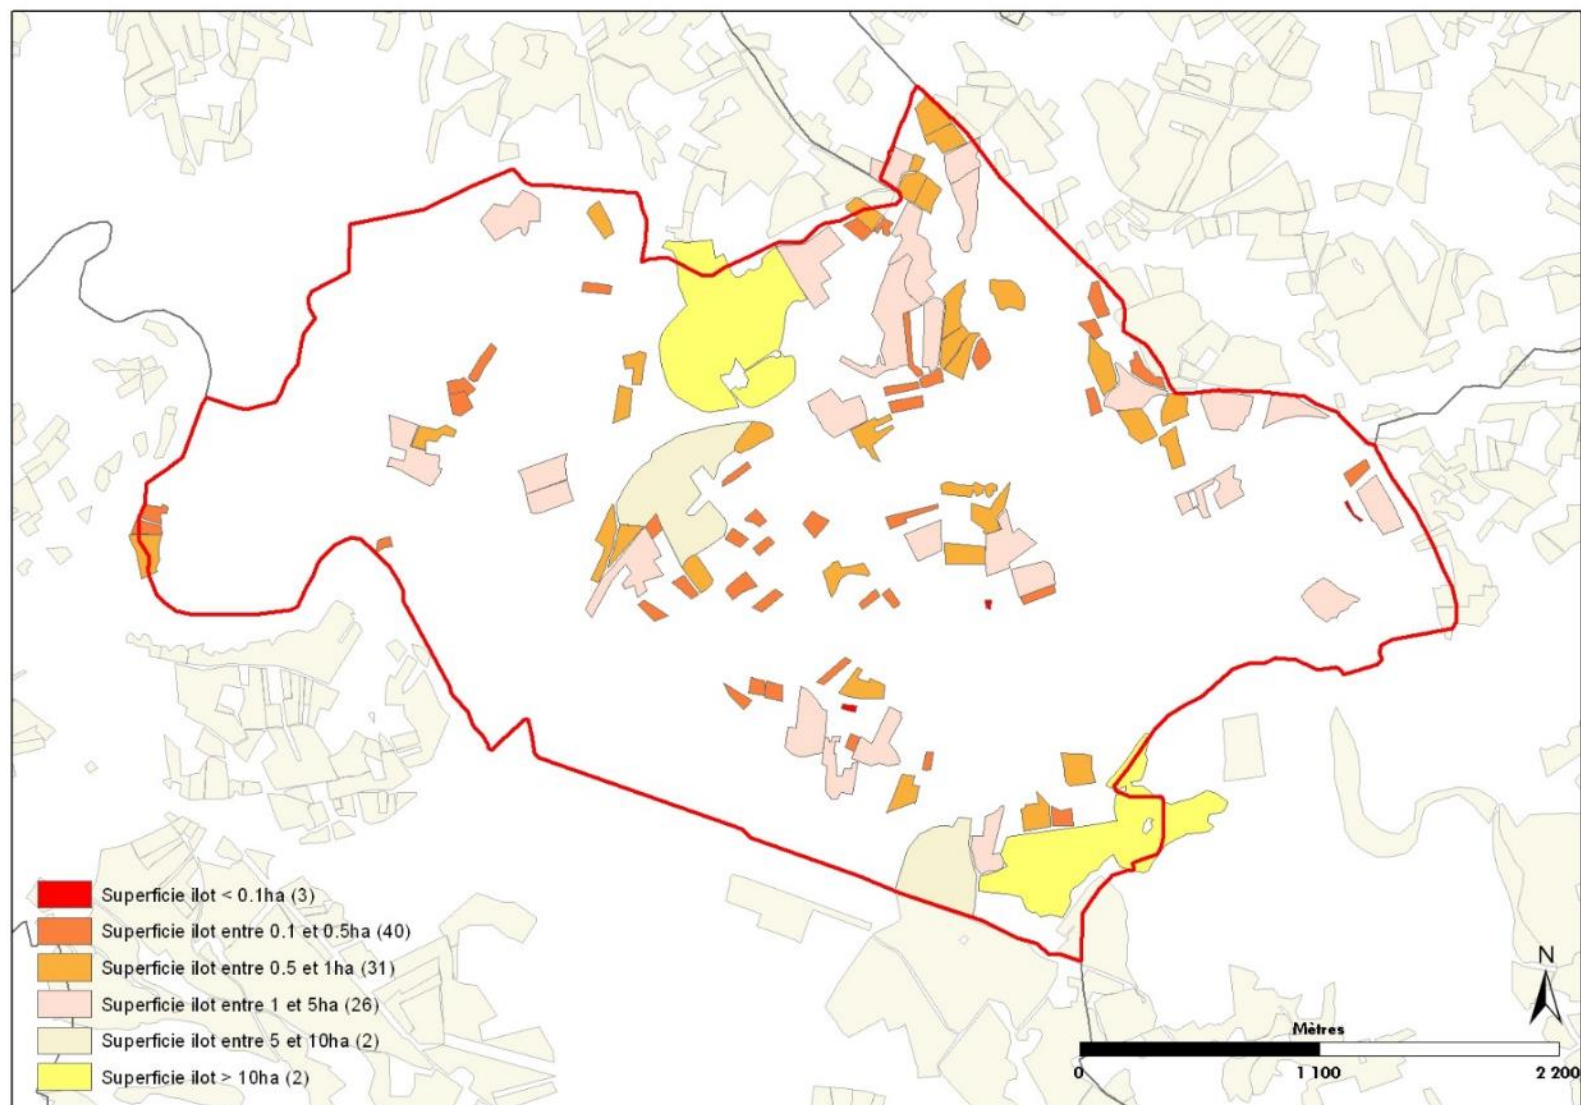 Superficie ilot < 0.1ha (3)
Superficie ilot entre 0.1 et 0.5ha (40)
Superficie ilot entre 0.5 et 1ha (31)
Superficie ilot entre 1 et 5ha (26)
Superficie ilot entre 5 et 10ha (2)
Superficie ilot > 10ha (2)
N
Mètres
0 1 100 2 200